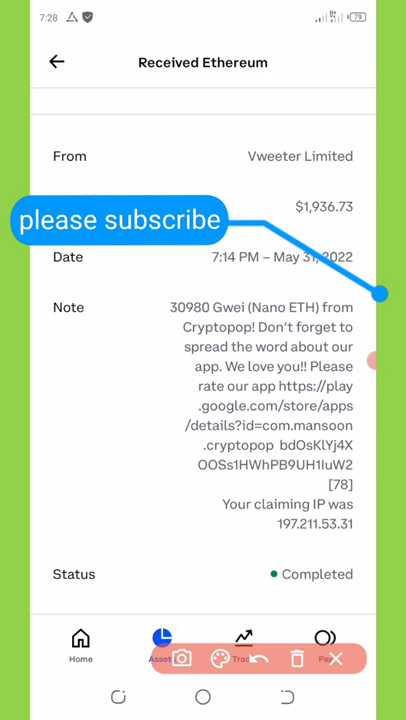 7:28
79
Received Ethereum
From
Vweeter Limited
$1,936.73
please subscribe
Date
7:14 PM – May 31, 2022
Note
30980 Gwei (Nano ETH) from
Cryptopop! Don't forget to
spread the word about our
app. We love you!! Please
rate our app https://play
.google.com/store/apps
/details?id=com.mansoon
.cryptopop bdOsKlYj4X
OOSs1HWhPB9UH1IuW2
[78]
Your claiming IP was
197.211.53.31
Status
Completed
Home